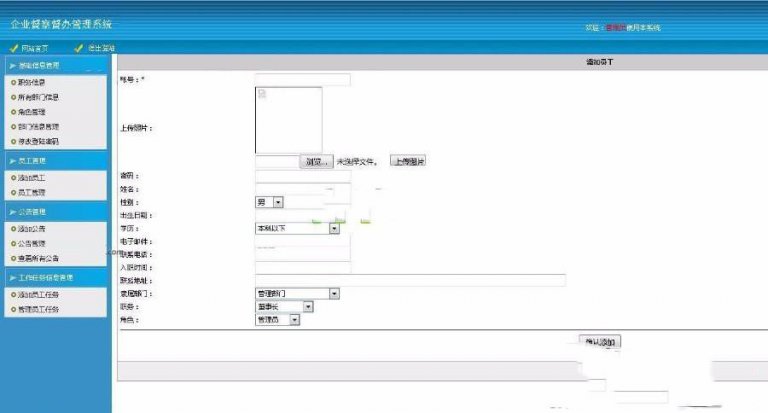 企业督察督办管理系统
欢迎：管理员使用本系统
网站首页 退出登陆
基础信息管理
职务信息
所有部门信息
角色管理
部门信息管理
修改登陆密码
员工管理
添加员工
员工管理
公告管理
添加公告
公告管理
查看所有公告
工作任务信息管理
添加员工任务
管理员工任务
添加员工
账号：*
上传照片：
浏览... 未选择文件。 上传图片
密码：
姓名：
性别： 男
出生日期：
学历： 本科以下
电子邮件：
联系电话：
入职时间：
联系地址：
隶属部门： 管理部门
职务： 董事长
角色： 管理员
确认添加
.com